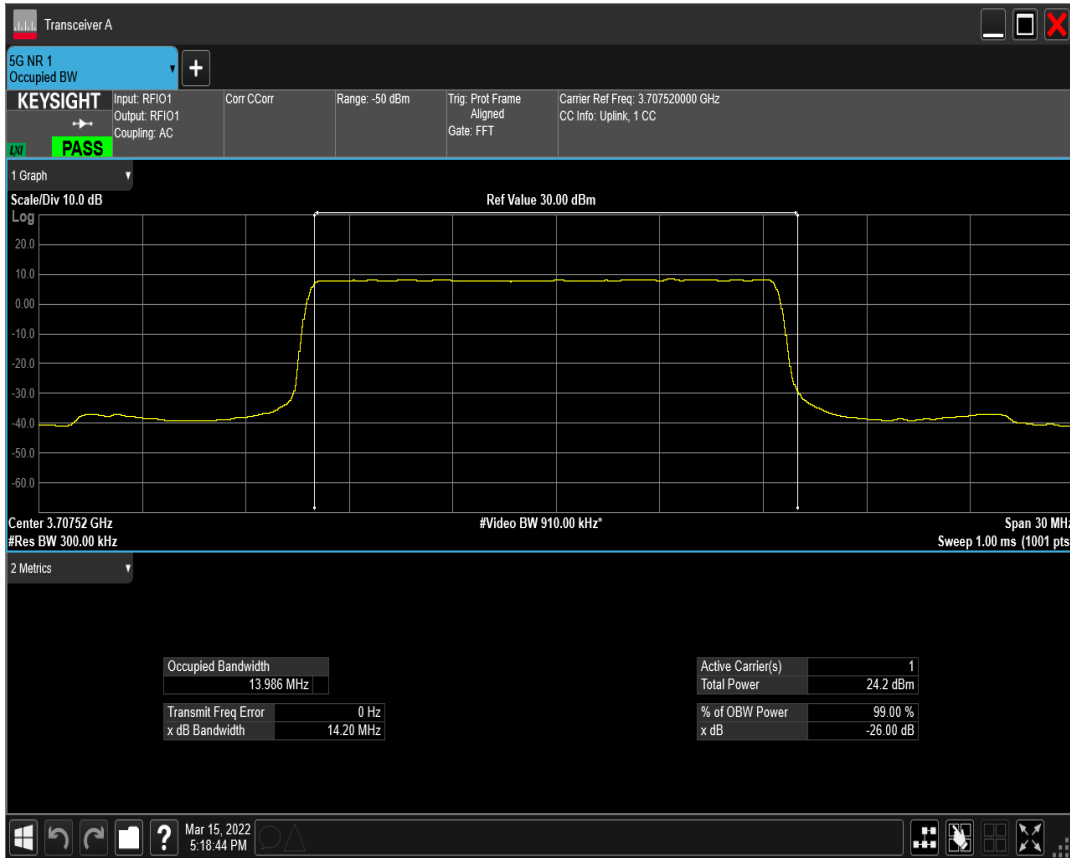 Transceiver A
5G NR 1
Occupied BW
KEYSIGHT
LXI
PASS
Input: RFIO1
Output: RFIO1
Coupling: AC
Corr CCorr
Range: -50 dBm
Trig: Prot Frame
Aligned
Gate: FFT
Carrier Ref Freq: 3.707520000 GHz
CC Info: Uplink, 1 CC
1 Graph
Scale/Div 10.0 dB
Ref Value 30.00 dBm
Log
20.0
10.0
0.00
-10.0
-20.0
-30.0
-40.0
-50.0
-60.0
Center 3.70752 GHz
#Video BW 910.00 kHz*
Span 30 MHz
#Res BW 300.00 kHz
Sweep 1.00 ms (1001 pts
2 Metrics
Occupied Bandwidth
13.986 MHz
Transmit Freq Error 0 Hz
x dB Bandwidth 14.20 MHz
Active Carrier(s) 1
Total Power 24.2 dBm
% of OBW Power 99.00 %
x dB -26.00 dB
?
Mar 15, 2022
5:18:44 PM